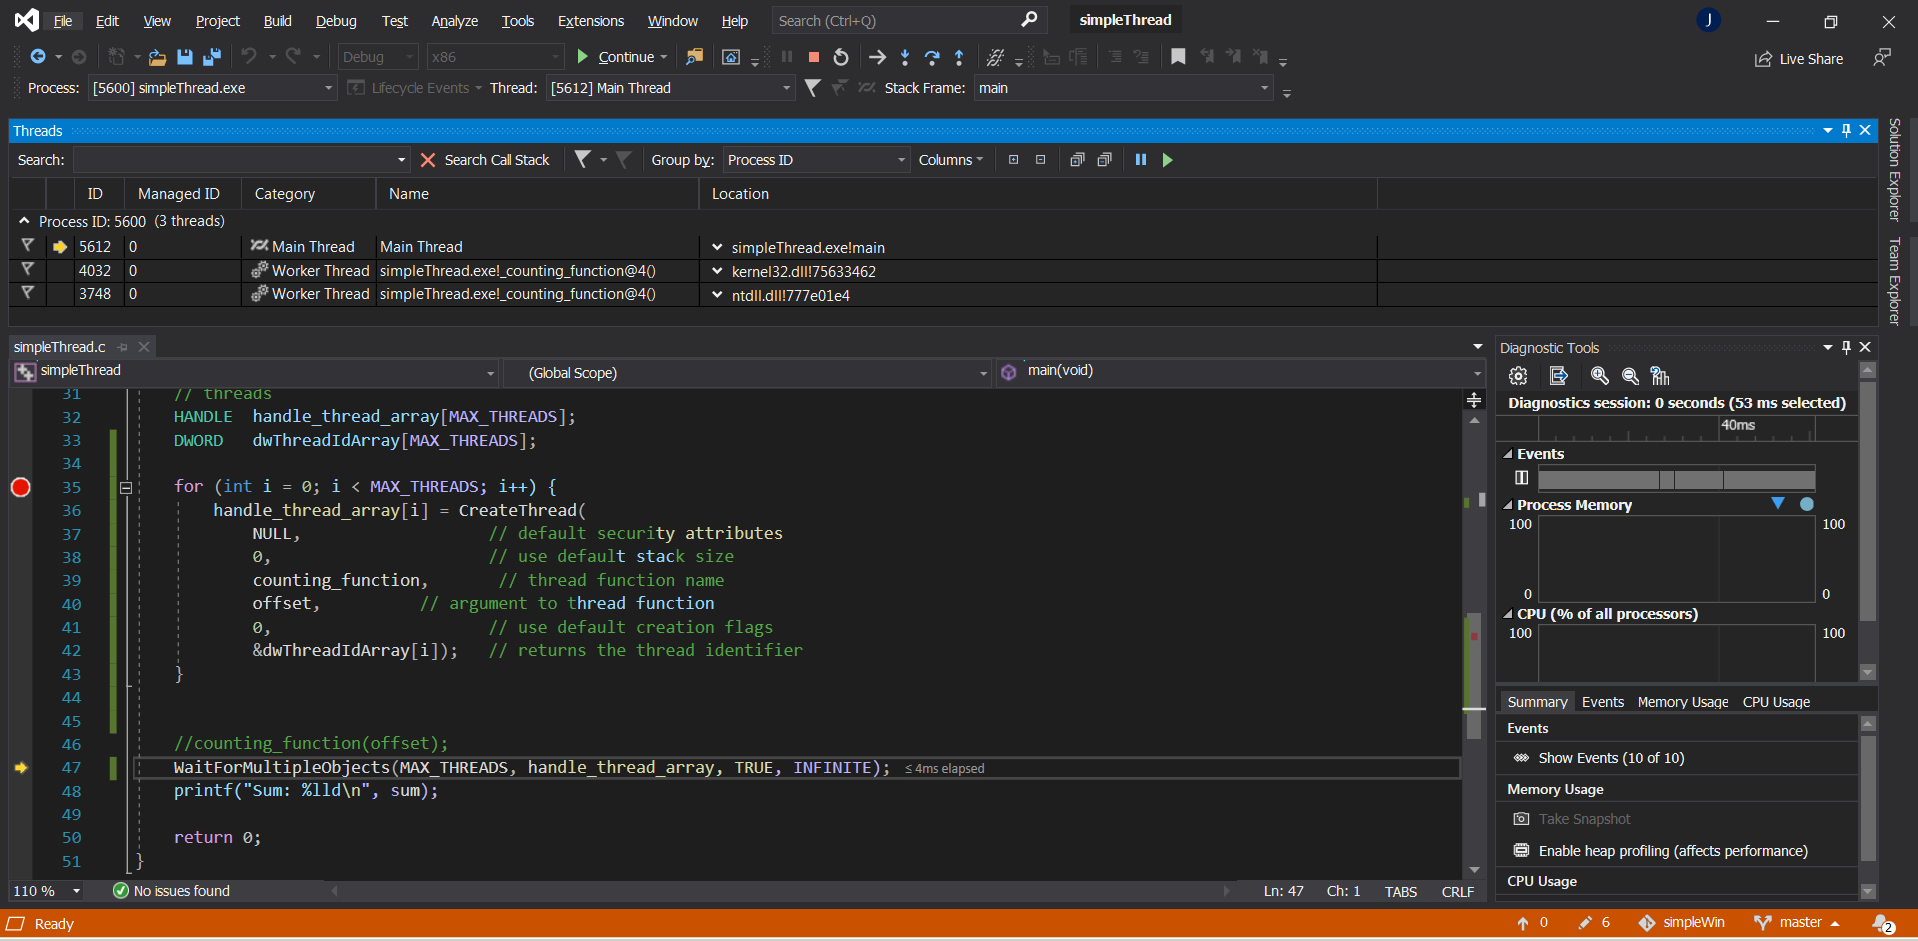 File Edit View Project Build Debug Test Analyze Tools Extensions Window Help Search (Ctrl+Q) simpleThread J
Debug x86 Continue Live Share
Process: [5600] simpleThread.exe Lifecycle Events Thread: [5612] Main Thread Stack Frame: main
Threads
Search: Search Call Stack Group by: Process ID Columns
ID Managed ID Category Name Location
Process ID: 5600 (3 threads)
5612 0 Main Thread Main Thread simpleThread.exe!main
4032 0 Worker Thread simpleThread.exe!_counting_function@4() kernel32.dll!75633462
3748 0 Worker Thread simpleThread.exe!_counting_function@4() ntdll.dll!777e01e4
Solution Explorer
Team Explorer
simpleThread.c
simpleThread (Global Scope) main(void)
31 // threads
32 HANDLE handle_thread_array[MAX_THREADS];
33 DWORD dwThreadIdArray[MAX_THREADS];
34
35 for (int i = 0; i < MAX_THREADS; i++) {
36 handle_thread_array[i] = CreateThread(
37 NULL, // default security attributes
38 0, // use default stack size
39 counting_function, // thread function name
40 offset, // argument to thread function
41 0, // use default creation flags
42 &dwThreadIdArray[i]); // returns the thread identifier
43 }
44
45
46 //counting_function(offset);
47 WaitForMultipleObjects(MAX_THREADS, handle_thread_array, TRUE, INFINITE); ≤ 4ms elapsed
48 printf("Sum: %lld\n", sum);
49
50 return 0;
51 }
110 % No issues found Ln: 47 Ch: 1 TABS CRLF
Diagnostic Tools
Diagnostics session: 0 seconds (53 ms selected)
40ms
Events
Process Memory
100 100
0 0
CPU (% of all processors)
100 100
Summary Events Memory Usage CPU Usage
Events
Show Events (10 of 10)
Memory Usage
Take Snapshot
Enable heap profiling (affects performance)
CPU Usage
Ready 0 6 simpleWin master 2